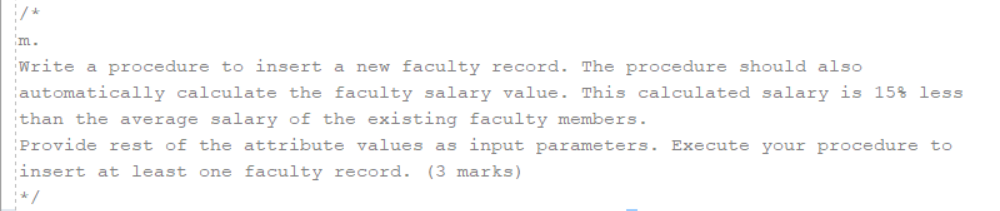 /*
m.
Write a procedure to insert a new faculty record. The procedure should also
automatically calculate the faculty salary value. This calculated salary is 15% less
than the average salary of the existing faculty members.
Provide rest of the attribute values as input parameters. Execute your procedure to
insert at least one faculty record. (3 marks)
*/